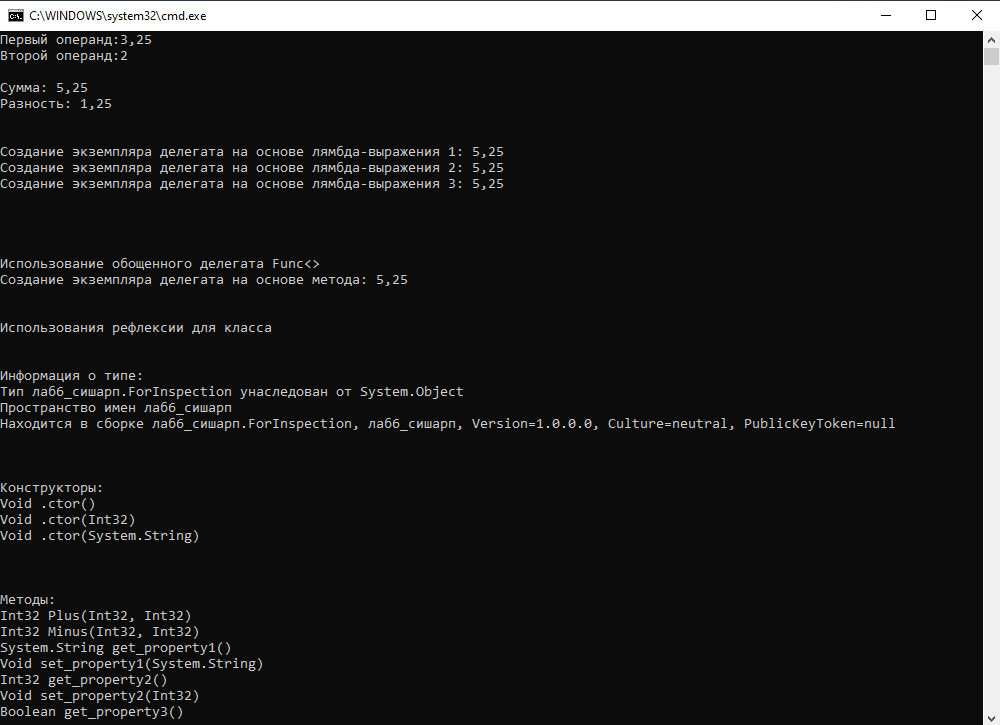 C:\WINDOWS\system32\cmd.exe
Первый операнд:3,25
Второй операнд:2
Сумма: 5,25
Разность: 1,25
Создание экземпляра делегата на основе лямбда-выражения 1: 5,25
Создание экземпляра делегата на основе лямбда-выражения 2: 5,25
Создание экземпляра делегата на основе лямбда-выражения 3: 5,25
Использование обощенного делегата Func<>
Создание экземпляра делегата на основе метода: 5,25
Использования рефлексии для класса
Информация о типе:
Тип лаб6_сишарп.ForInspection унаследован от System.Object
Пространство имен лаб6_сишарп
Находится в сборке лаб6_сишарп.ForInspection, лаб6_сишарп, Version=1.0.0.0, Culture=neutral, PublicKeyToken=null
Конструкторы:
Void .ctor()
Void .ctor(Int32)
Void .ctor(System.String)
Методы:
Int32 Plus(Int32, Int32)
Int32 Minus(Int32, Int32)
System.String get_property1()
Void set_property1(System.String)
Int32 get_property2()
Void set_property2(Int32)
Boolean get_property3()